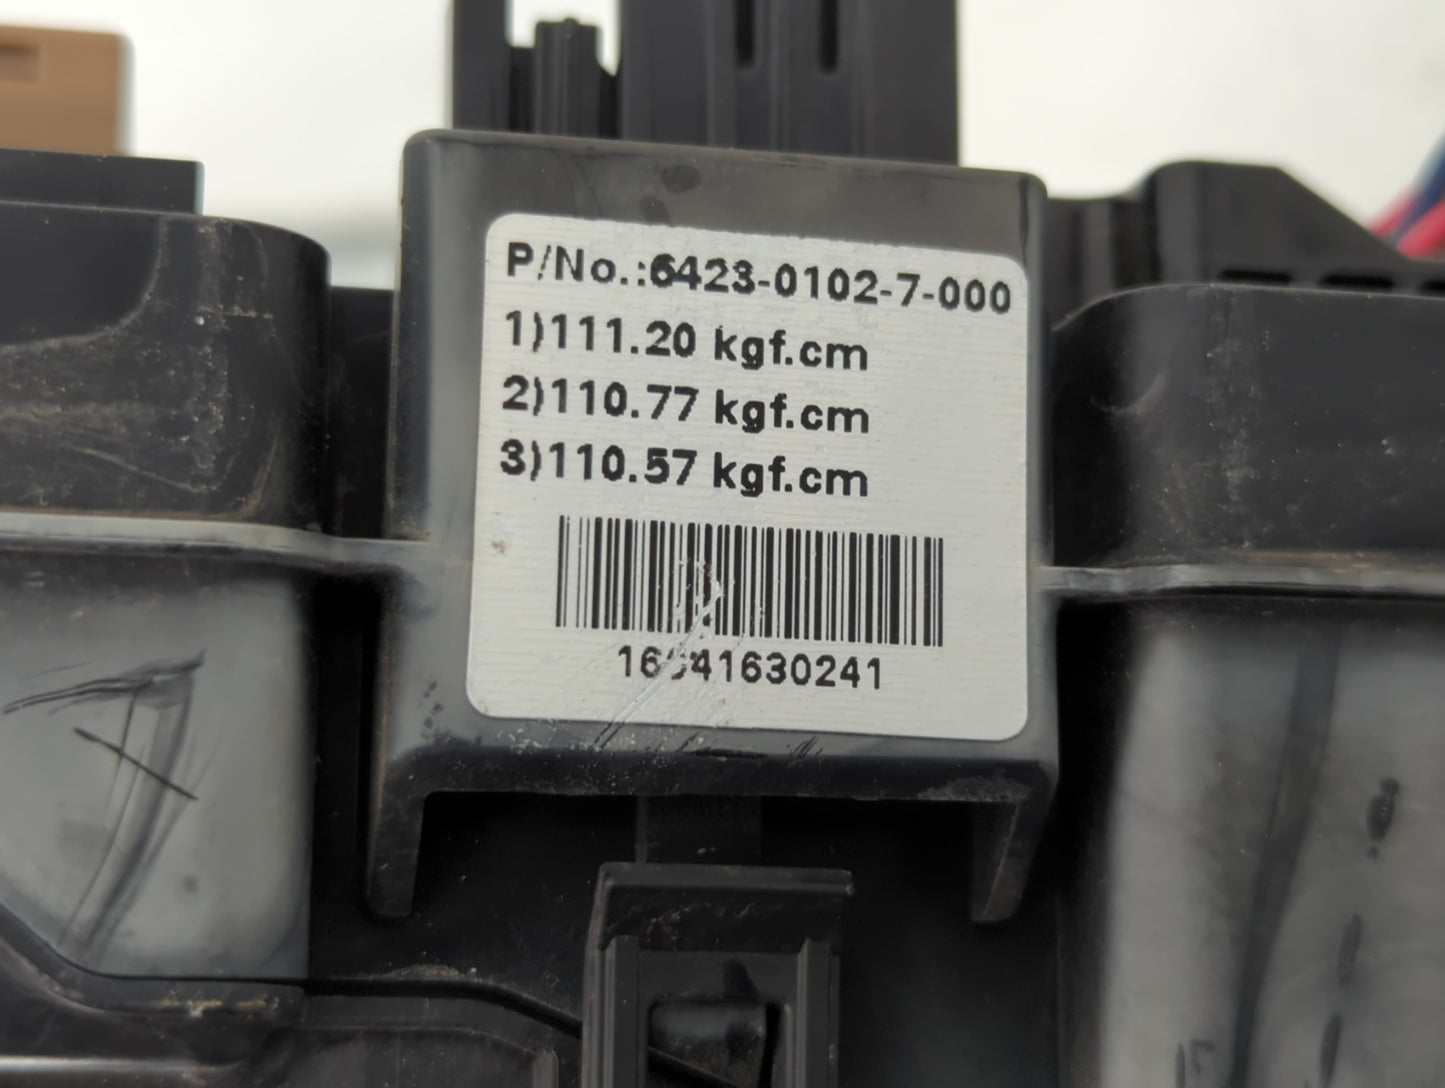 P/No.:6423-0102-7-000
1)111.20 kgf.cm
2)110.77 kgf.cm
3)110.57 kgf.cm